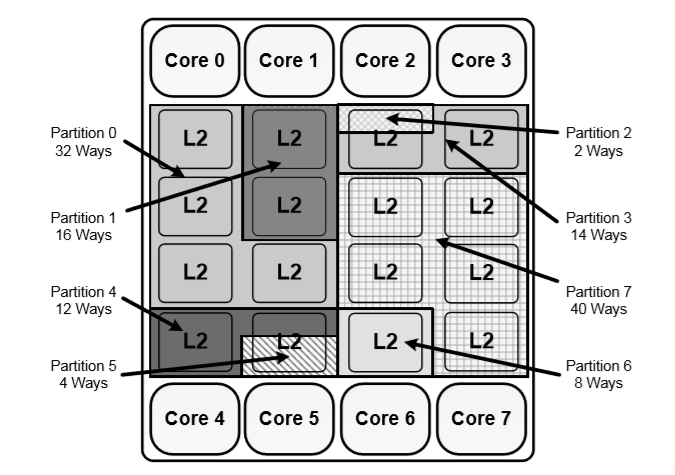 Core 0
Core 1
Core 2
Core 3
Partition 0
32 Ways
L2
L2
L2
L2
Partition 2
2 Ways
Partition 1
16 Ways
L2
L2
L2
L2
Partition 3
14 Ways
Partition 4
12 Ways
L2
L2
L2
L2
Partition 7
40 Ways
Partition 5
4 Ways
L2
L2
L2
L2
Partition 6
8 Ways
Core 4
Core 5
Core 6
Core 7